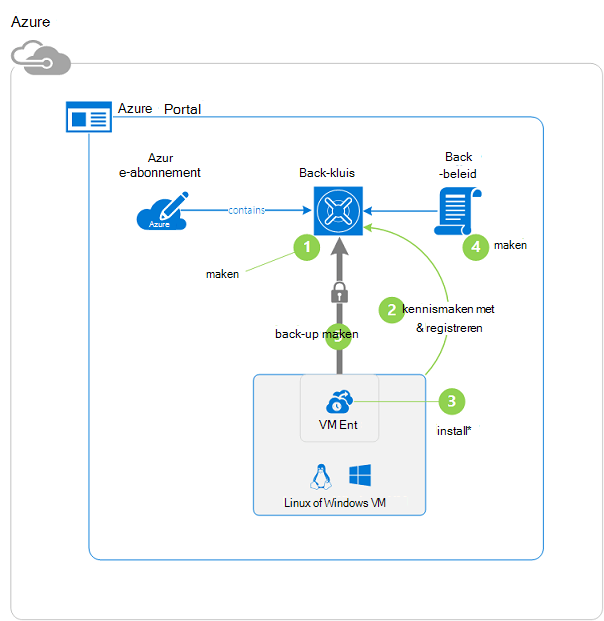 Azure
Azure Portal
Azur
e-abonnement
Back-kluis
Back
-beleid
Azure
contains
1
4
maken
maken
2
kennismaken met
& registreren
back-up maken
3
VM Ent
install*
Linux of Windows VM